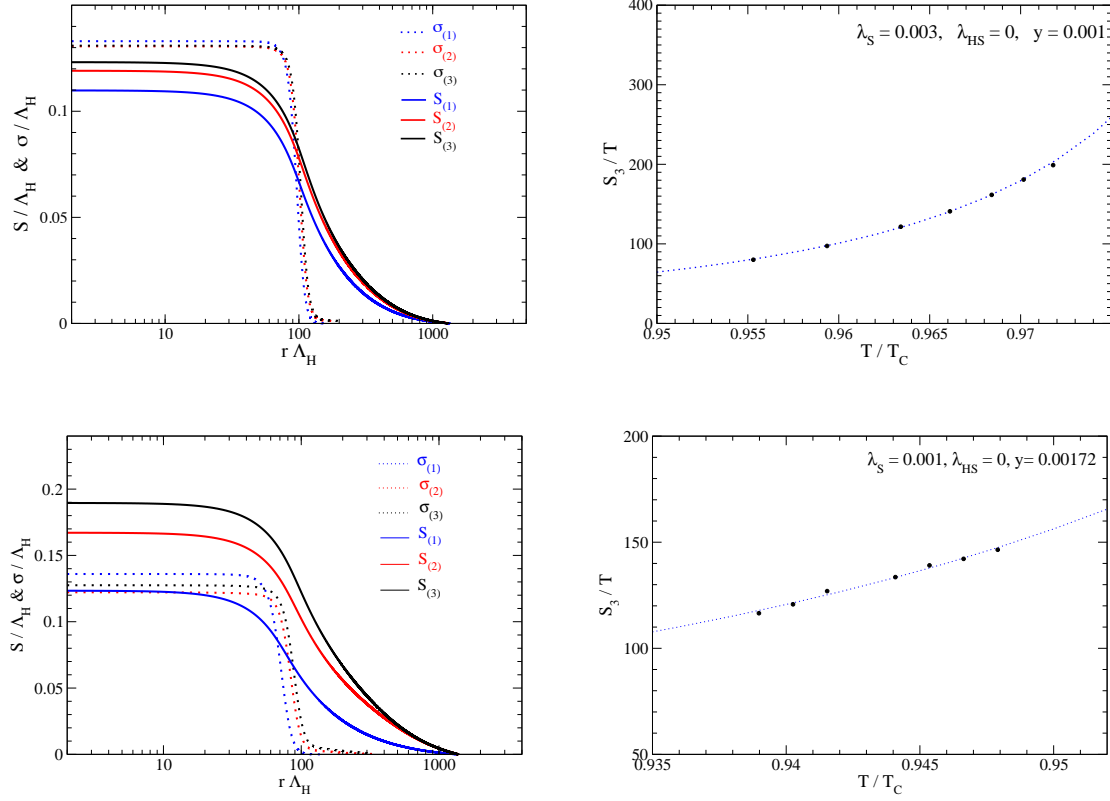 S / Λ_H & σ / Λ_H
0.1
0.05
0
10
100
1000
r Λ_H
σ_(1)
σ_(2)
σ_(3)
S_(1)
S_(2)
S_(3)
S_3 / T
400
300
200
100
0
0.95
0.955
0.96
0.965
0.97
T / T_C
λ_S = 0.003, λ_HS = 0, y = 0.001
S / Λ_H & σ / Λ_H
0.2
0.15
0.1
0.05
0
10
100
1000
r Λ_H
σ_(1)
σ_(2)
σ_(3)
S_(1)
S_(2)
S_(3)
S_3 / T
200
150
100
50
0.935
0.94
0.945
0.95
T / T_C
λ_S = 0.001, λ_HS = 0, y= 0.00172